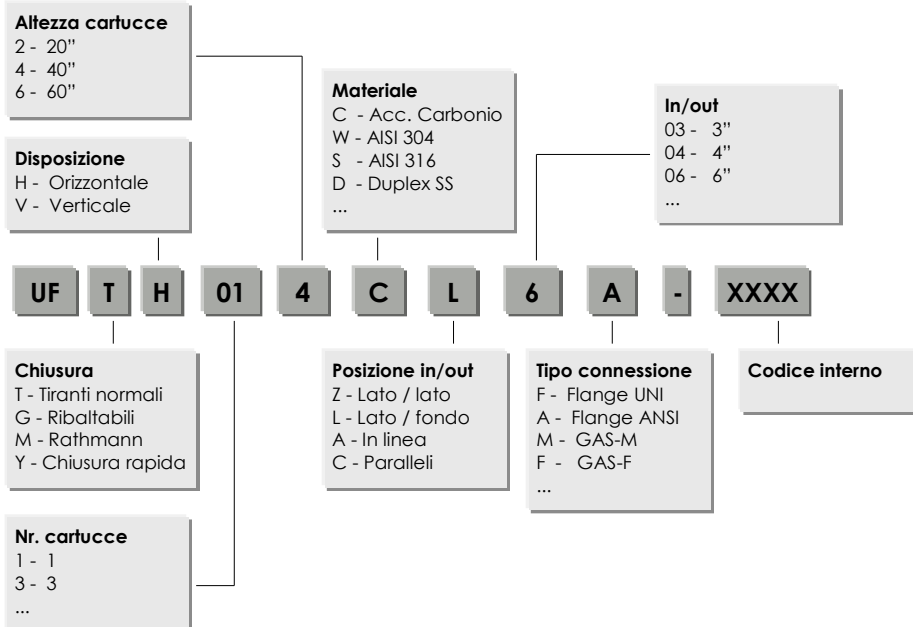 Altezza cartucce
2 - 20”
4 - 40”
6 - 60”
Disposizione
H - Orizzontale
V - Verticale
Materiale
C - Acc. Carbonio
W - AISI 304
S - AISI 316
D - Duplex SS
...
In/out
03 - 3”
04 - 4”
06 - 6”
...
UF T H 01 4 C L 6 A - XXXX
Chiusura
T - Tiranti normali
G - Ribaltabili
M - Rathmann
Y - Chiusura rapida
Posizione in/out
Z - Lato / lato
L - Lato / fondo
A - In linea
C - Paralleli
Tipo connessione
F - Flange UNI
A - Flange ANSI
M - GAS-M
F - GAS-F
...
Codice interno
Nr. cartucce
1 - 1
3 - 3
...